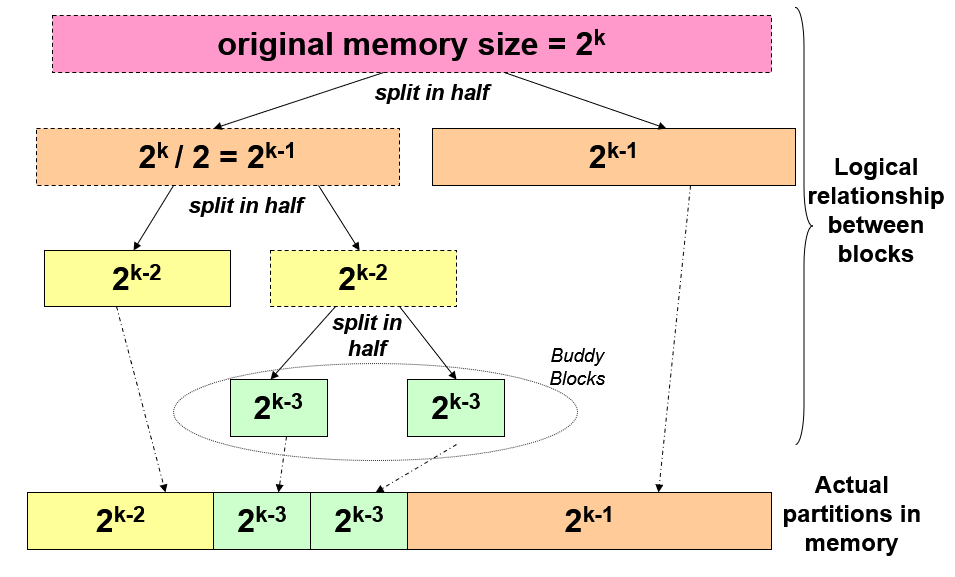 original memory size = 2^k
split in half
2^k / 2 = 2^k-1
2^k-1
Logical
relationship
between
blocks
split in half
2^k-2
2^k-2
split in
half
Buddy
Blocks
2^k-3
2^k-3
Actual
partitions in
memory
2^k-2
2^k-3
2^k-3
2^k-1